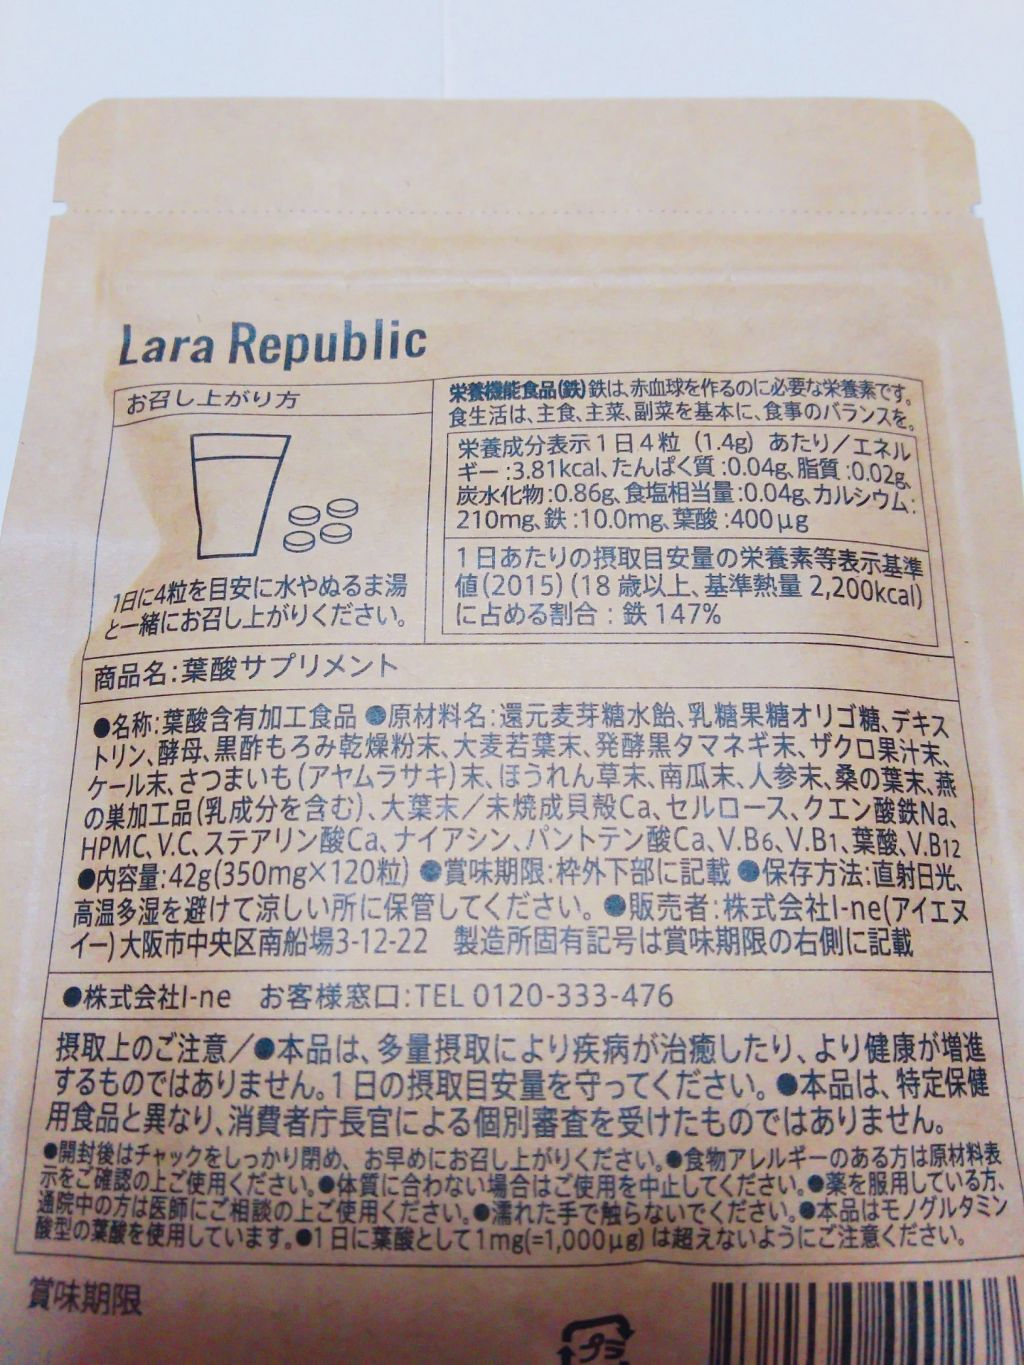 Lara Republic
お召し上がり方
1日に4粒を目安に水やぬるま湯
と一緒にお召し上がりください。
栄養機能食品(鉄) 鉄は、赤血球を作るのに必要な栄養素です。
食生活は、主食、主菜、副菜を基本に、食事のバランスを。
栄養成分表示1日4粒（1.4g）あたり／エネル
ギー:3.81kcal、たんぱく質:0.04g、脂質:0.02g、
炭水化物:0.86g、食塩相当量:0.04g、カルシウム:
210mg、鉄:10.0mg、葉酸:400μg
1日あたりの摂取目安量の栄養素等表示基準
値(2015)(18歳以上、基準熱量2,200kcal)
に占める割合：鉄147%
商品名:葉酸サプリメント
●名称:葉酸含有加工食品 ●原材料名:還元麦芽糖水飴、乳糖果糖オリゴ糖、デキス
トリン、酵母、黒酢もろみ乾燥粉末、大麦若葉末、発酵黒タマネギ末、ザクロ果汁末、
ケール末、さつまいも(アヤムラサキ)末、ほうれん草末、南瓜末、人参末、桑の葉末、燕
の巣加工品(乳成分を含む)、大葉末／未焼成貝殻Ca、セルロース、クエン酸鉄Na、
HPMC、V.C、ステアリン酸Ca、ナイアシン、パントテン酸Ca、V.B6、V.B1、葉酸、V.B12
●内容量:42g(350mg×120粒) ●賞味期限:枠外下部に記載 ●保存方法:直射日光、
高温多湿を避けて涼しい所に保管してください。 ●販売者:株式会社I-ne(アイエヌ
イー)大阪市中央区南船場3-12-22　製造所固有記号は賞味期限の右側に記載
●株式会社I-ne　お客様窓口:TEL 0120-333-476
摂取上のご注意／●本品は、多量摂取により疾病が治癒したり、より健康が増進
するものではありません。1日の摂取目安量を守ってください。●本品は、特定保健
用食品と異なり、消費者庁長官による個別審査を受けたものではありません。
●開封後はチャックをしっかり閉め、お早めにお召し上がりください。●食物アレルギーのある方は原材料表
示をご確認の上ご使用ください。●体質に合わない場合はご使用を中止してください。●薬を服用している方、
通院中の方は医師にご相談の上ご使用ください。●濡れた手で触らないでください。●本品はモノグルタミン
酸型の葉酸を使用しています。●1日に葉酸として1mg(=1,000μg)は超えないようにご注意ください。
賞味期限
プラ